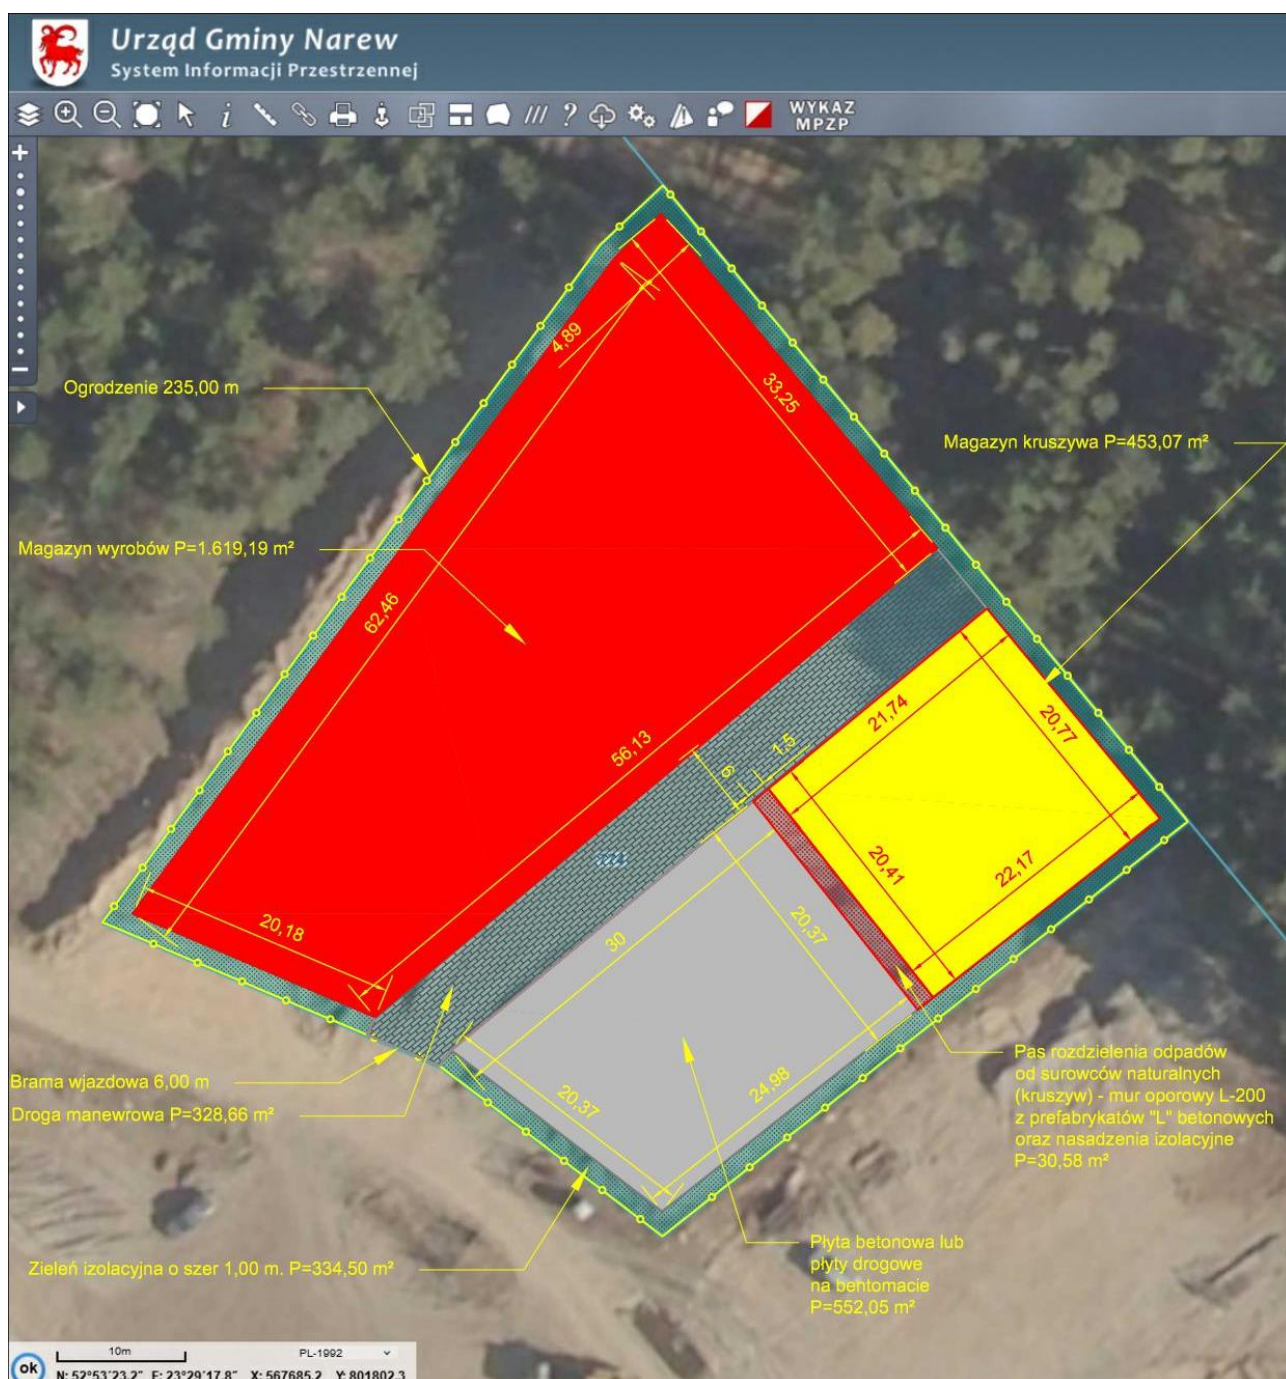 Urząd Gminy Narew
System Informacji Przestrzennej
WYKAZ
MPZP
Ogrodzenie 235,00 m
4,89
33,25
Magazyn kruszywa P=453,07 m²
Magazyn wyrobów P=1.619,19 m²
62,46
56,13
21,74
20,77
1,5
6
20,41
22,17
20,18
30
20,37
Brama wjazdowa 6,00 m
Droga manewrowa P=328,66 m²
20,37
24,98
Pas rozdzielenia odpadów
od surowców naturalnych
(kruszyw) - mur oporowy L-200
z prefabrykatów "L" betonowych
oraz nasadzenia izolacyjne
P=30,58 m²
Zieleń izolacyjna o szer 1,00 m. P=334,50 m²
Płyta betonowa lub
płyty drogowe
na bentomacie
P=552,05 m²
10m
PL-1992
ok
N: 52°53'23.2" E: 23°29'17.8" X: 567685.2 Y: 801802.3